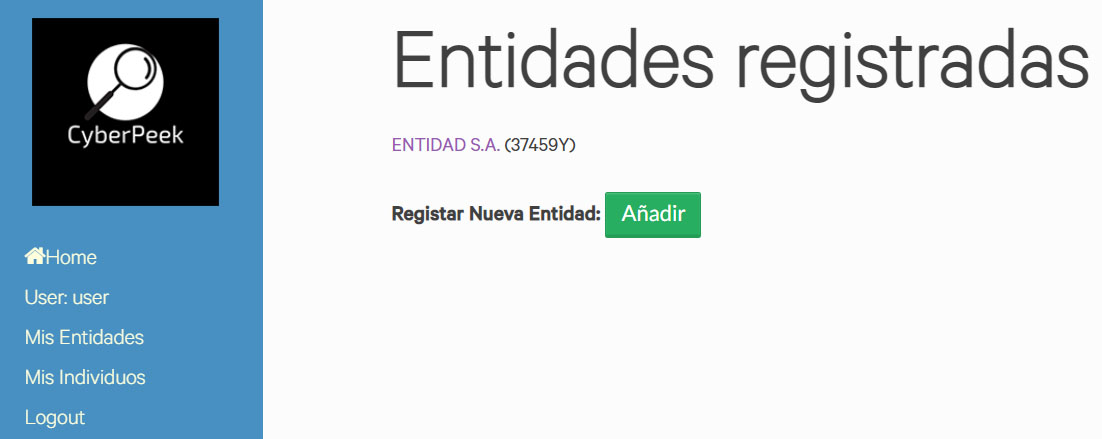 CyberPeek
Home
User: user
Mis Entidades
Mis Individuos
Logout
Entidades registradas
ENTIDAD S.A. (37459Y)
Registar Nueva Entidad: Añadir